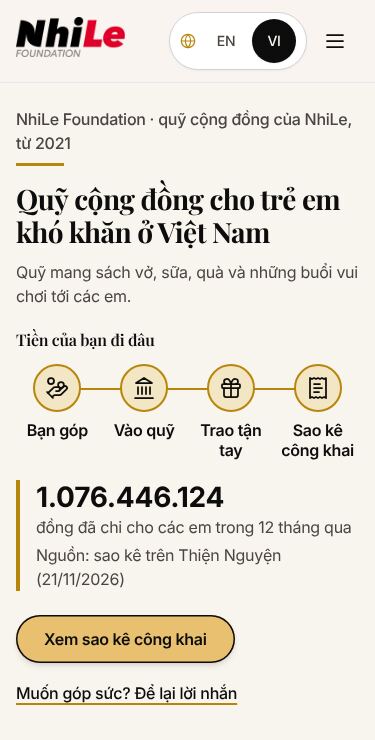 NhiLe
FOUNDATION
EN
VI
NhiLe Foundation · quỹ cộng đồng của NhiLe,
từ 2021
Quỹ cộng đồng cho trẻ em
khó khăn ở Việt Nam
Quỹ mang sách vở, sữa, quà và những buổi vui
chơi tới các em.
Tiền của bạn đi đâu
Bạn góp
Vào quỹ
Trao tận
tay
Sao kê
công khai
1.076.446.124
đồng đã chi cho các em trong 12 tháng qua
Nguồn: sao kê trên Thiện Nguyện
(21/11/2026)
Xem sao kê công khai
Muốn góp sức? Để lại lời nhắn